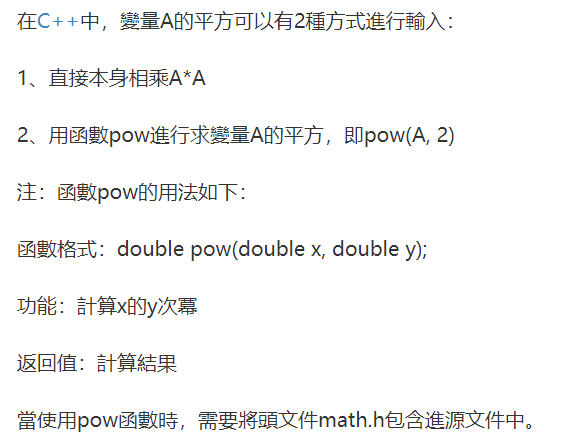 在C++中，變量A的平方可以有2種方式進行輸入：
1、直接本身相乘A*A
2、用函數pow進行求變量A的平方，即pow(A, 2)
注：函數pow的用法如下：
函數格式：double pow(double x, double y);
功能：計算x的y次冪
返回值：計算結果
當使用pow函數時，需要將頭文件math.h包含進源文件中。